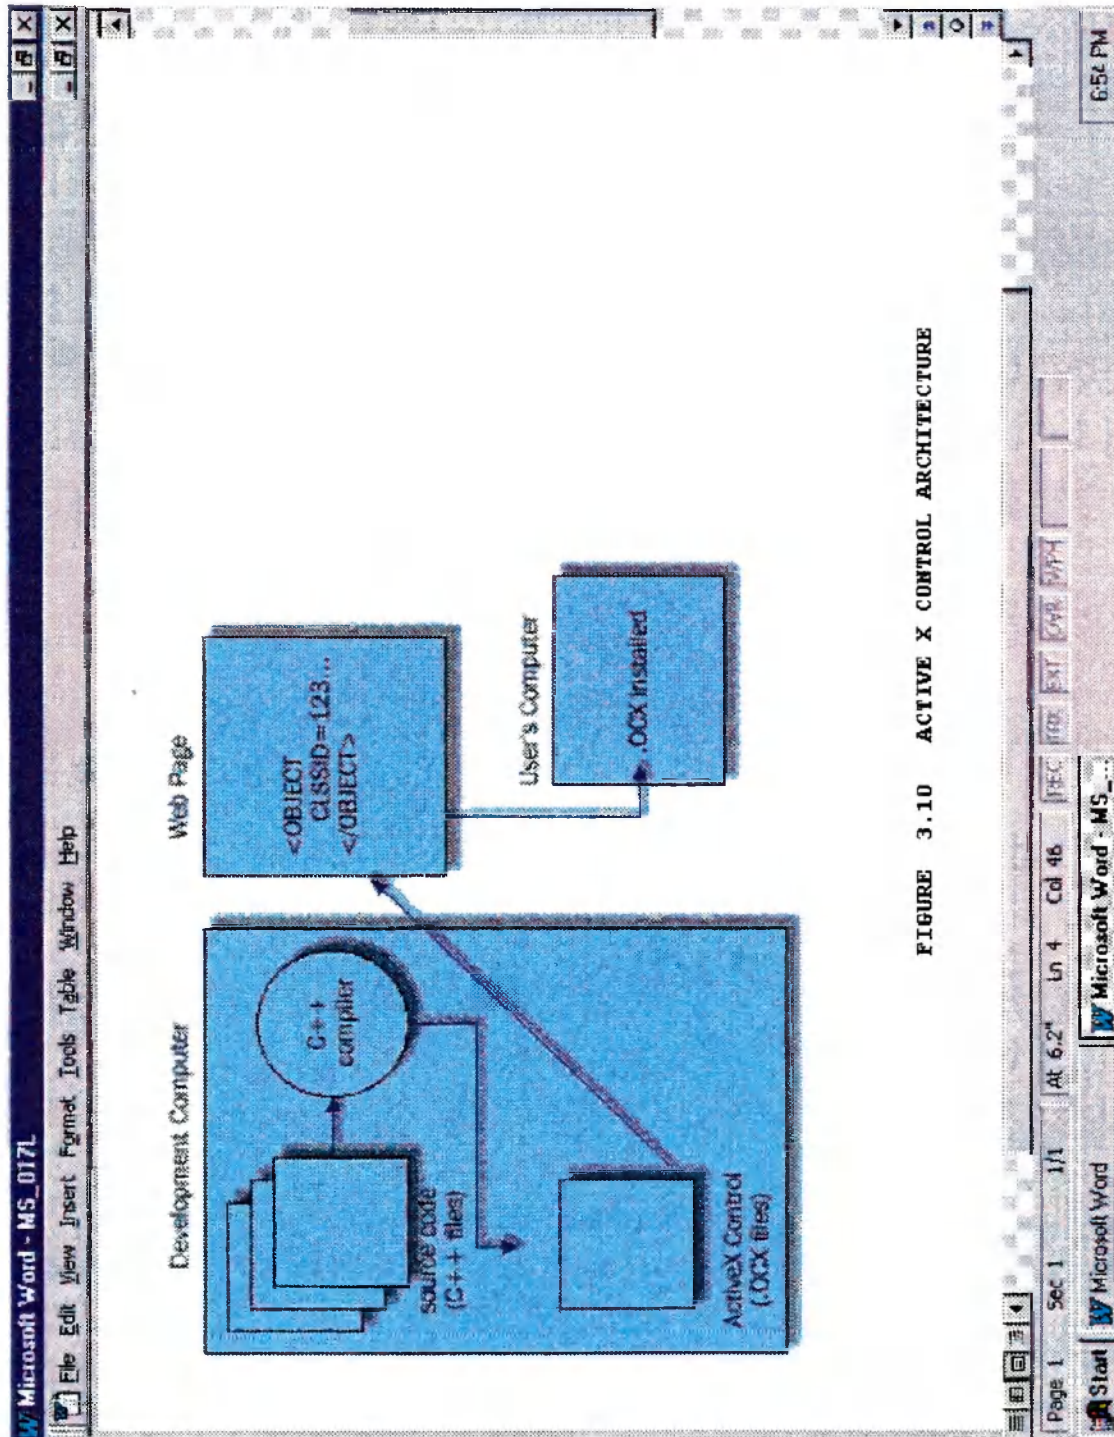 Microsoft Word - MS_017L
File Edit View Insert Format Tools Table Window Help
Development Computer
source code
(C++ files)
C++
compiler
ActiveX Control
(.OCX files)
Web Page
<OBJECT
CLSSID=123...
</OBJECT>
User's Computer
.OCX Installed
FIGURE 3.10 ACTIVE X CONTROL ARCHITECTURE
Page 1 Sec 1 1/1 At 6.2" Ln 4 Col 46 REC TRK EXT OVR WPH
Start Microsoft Word Microsoft Word - MS_... 6:54 PM